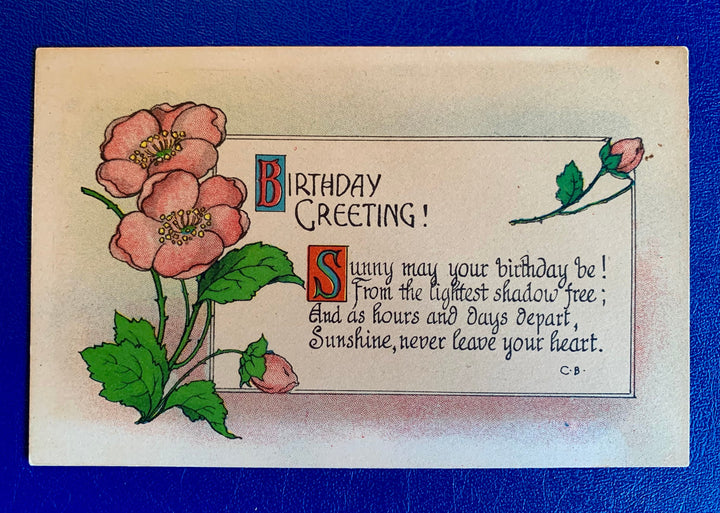 BIRTHDAY
GREETING!
Sunny may your birthday be!
From the lightest shadow free;
And as hours and days depart,
Sunshine, never leave your heart.
C·B·